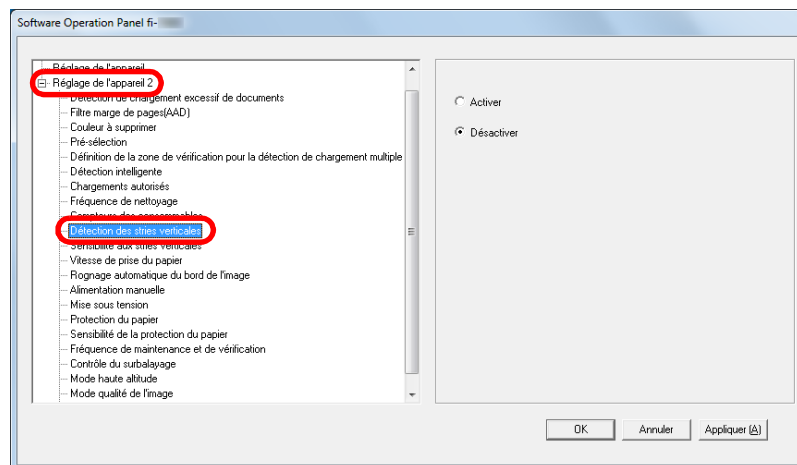 Software Operation Panel fi-
Réglage de l'appareil
Réglage de l'appareil 2
Détection de chargement excessif de documents
Filtre marge de pages(AAD)
Couleur à supprimer
Pré-sélection
Définition de la zone de vérification pour la détection de chargement multiple
Détection intelligente
Chargements autorisés
Fréquence de nettoyage
Compteurs des consommables
Détection des stries verticales
Sensibilité aux stries verticales
Vitesse de prise du papier
Rognage automatique du bord de l'image
Alimentation manuelle
Mise sous tension
Protection du papier
Sensibilité de la protection du papier
Fréquence de maintenance et de vérification
Contrôle du surbalayage
Mode haute altitude
Mode qualité de l'image
Activer
Désactiver
OK Annuler Appliquer (A)